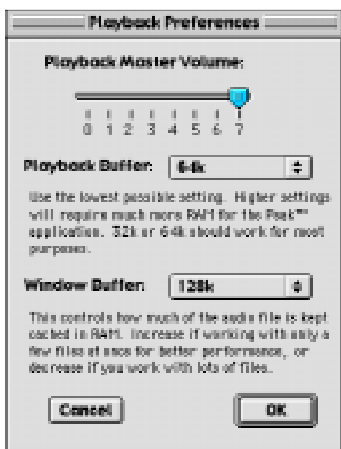 Playback Preferences
Playback Master Volume:
0 1 2 3 4 5 6 7
Playback Buffer: 64k
Use the lowest possible setting. Higher settings
will require much more RAM for the Peak™
application. 32k or 64k should work for most
purposes.
Window Buffer: 128k
This controls how much of the audio file is kept
cached in RAM. Increase if working with only a
few files at once for better performance, or
decrease if you work with lots of files.
Cancel OK